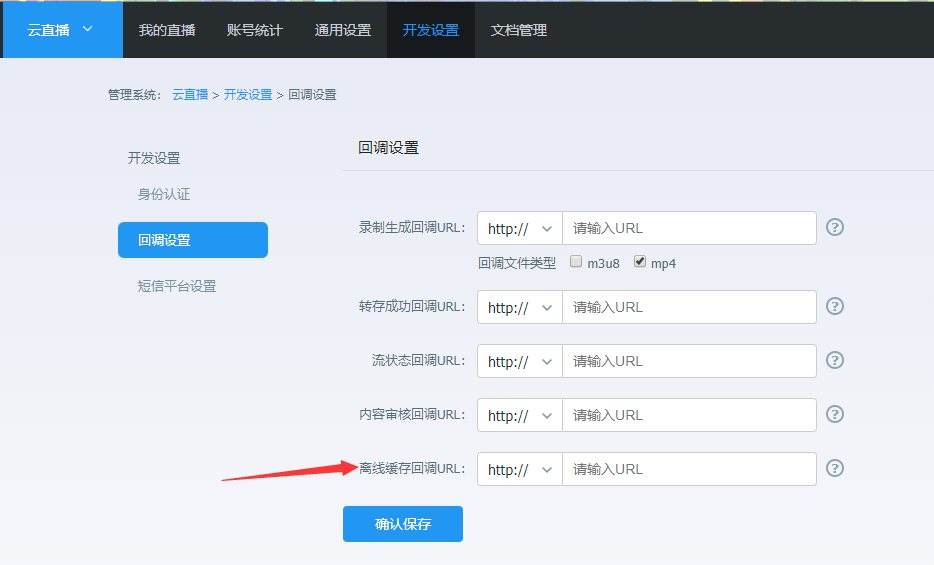 云直播 我的直播 账号统计 通用设置 开发设置 文档管理
管理系统： 云直播 > 开发设置 > 回调设置
开发设置
身份认证
回调设置
短信平台设置
回调设置
录制生成回调URL: http:// 请输入URL ?
回调文件类型 m3u8 mp4
转存成功回调URL: http:// 请输入URL ?
流状态回调URL: http:// 请输入URL ?
内容审核回调URL: http:// 请输入URL ?
离线缓存回调URL: http:// 请输入URL ?
确认保存